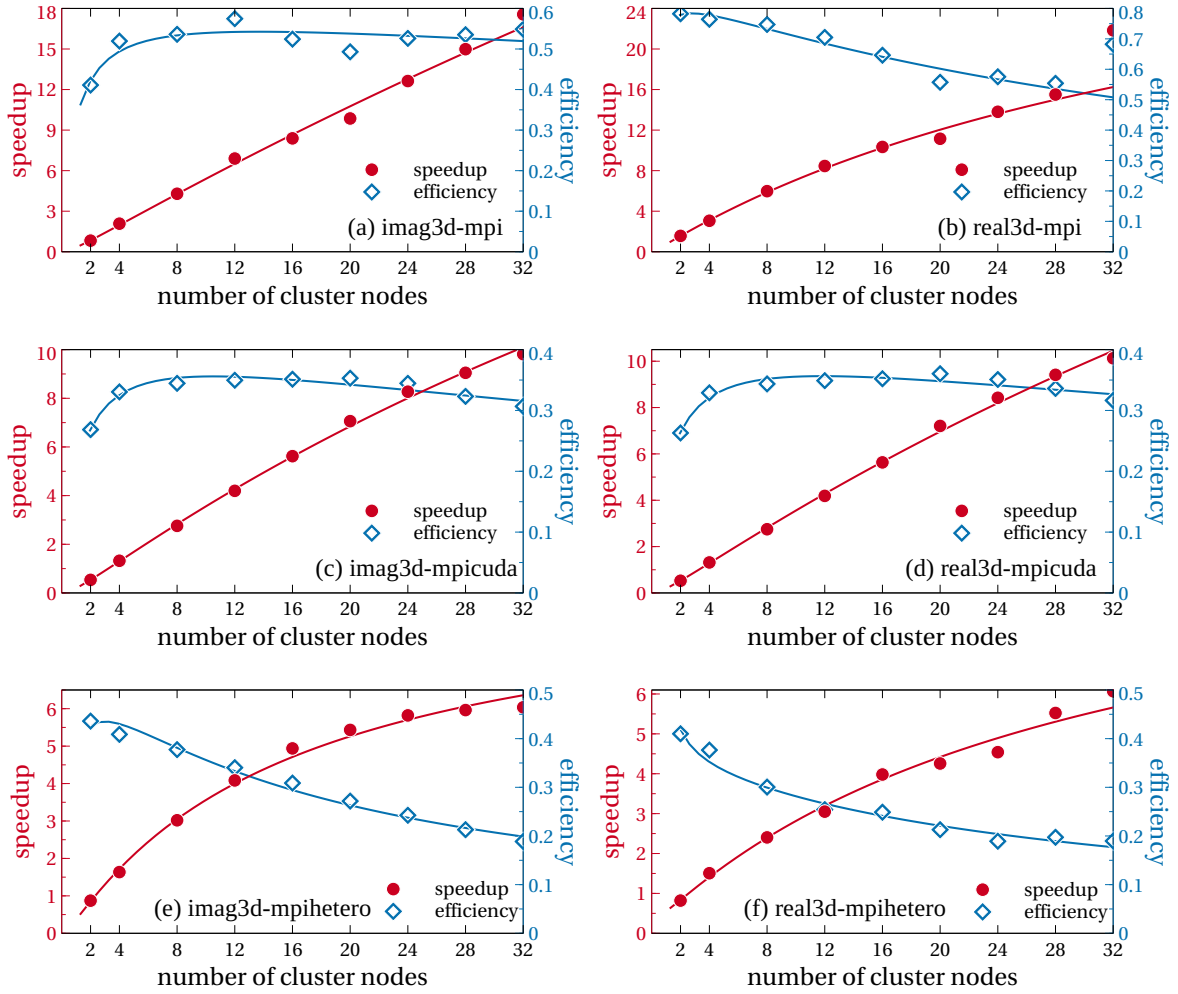 18
15
12
9
6
3
0
speedup
0.6
0.5
0.4
0.3
0.2
0.1
0
efficiency
speedup
efficiency
(a) imag3d-mpi
2 4 8 12 16 20 24 28 32
number of cluster nodes
24
20
16
12
8
4
0
speedup
0.8
0.7
0.6
0.5
0.4
0.3
0.2
0.1
0
efficiency
speedup
efficiency
(b) real3d-mpi
2 4 8 12 16 20 24 28 32
number of cluster nodes
10
8
6
4
2
0
speedup
0.4
0.3
0.2
0.1
0
efficiency
speedup
efficiency
(c) imag3d-mpicuda
2 4 8 12 16 20 24 28 32
number of cluster nodes
10
8
6
4
2
0
speedup
0.4
0.3
0.2
0.1
0
efficiency
speedup
efficiency
(d) real3d-mpicuda
2 4 8 12 16 20 24 28 32
number of cluster nodes
6
5
4
3
2
1
0
speedup
0.5
0.4
0.3
0.2
0.1
0
efficiency
speedup
efficiency
(e) imag3d-mpihetero
2 4 8 12 16 20 24 28 32
number of cluster nodes
6
5
4
3
2
1
0
speedup
0.5
0.4
0.3
0.2
0.1
0
efficiency
speedup
efficiency
(f) real3d-mpihetero
2 4 8 12 16 20 24 28 32
number of cluster nodes